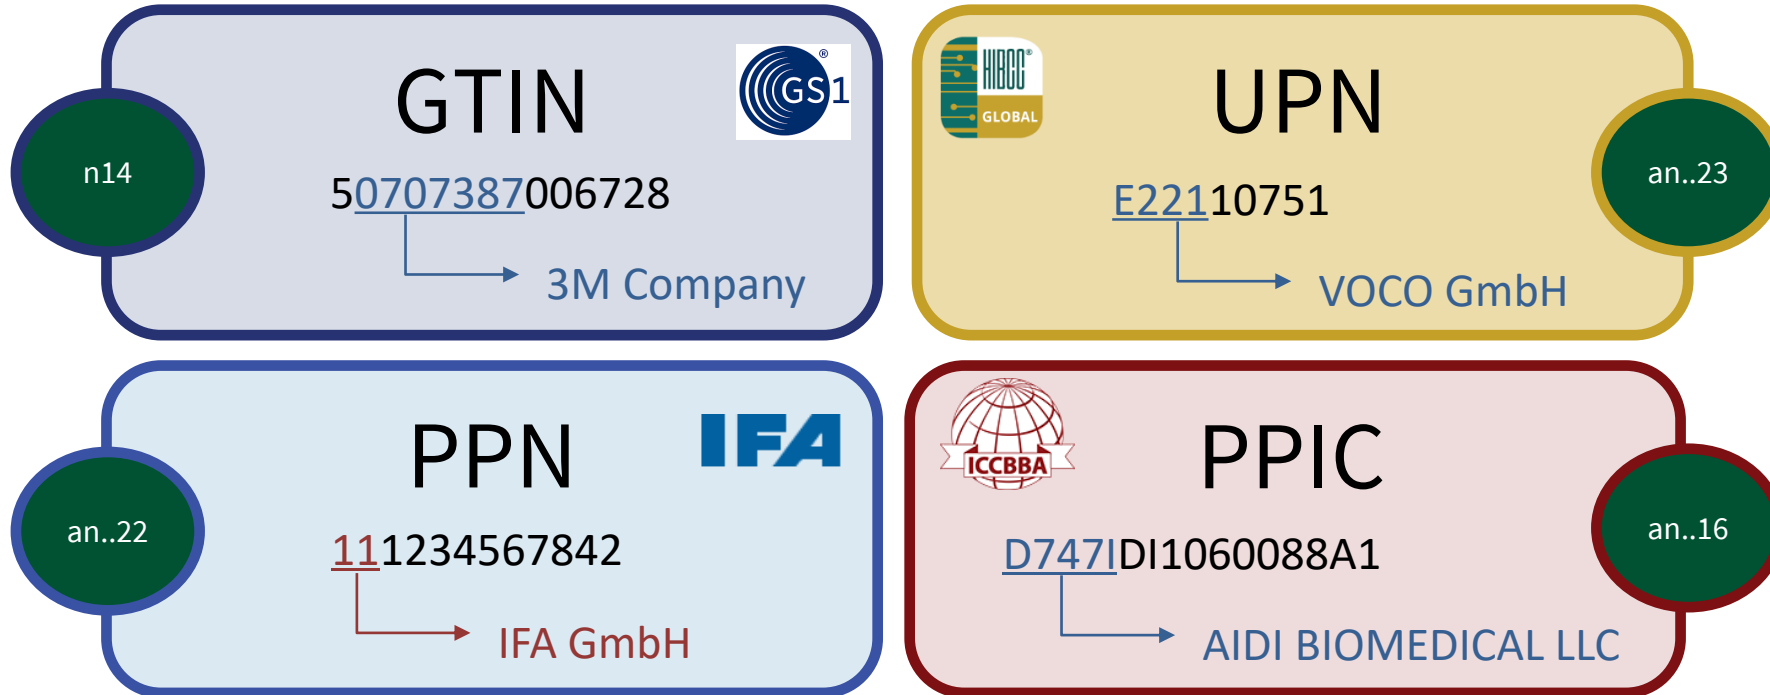 GTIN
GS1®
n14
50707387006728
3M Company
HIBCC®
GLOBAL
UPN
an..23
E22110751
VOCO GmbH
PPN
IFA
an..22
111234567842
IFA GmbH
ICCBBA
PPIC
an..16
D747IDI1060088A1
AIDI BIOMEDICAL LLC